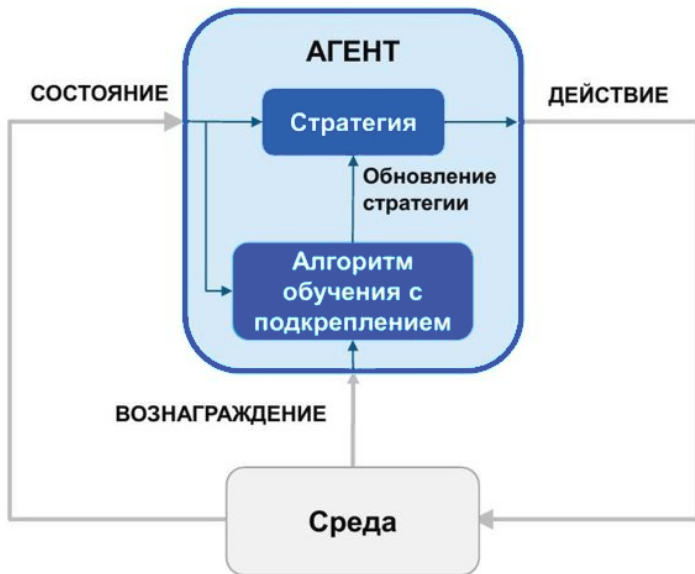 АГЕНТ
СОСТОЯНИЕ
ДЕЙСТВИЕ
Стратегия
Обновление
стратегии
Алгоритм
обучения с
подкреплением
ВОЗНАГРАЖДЕНИЕ
Среда